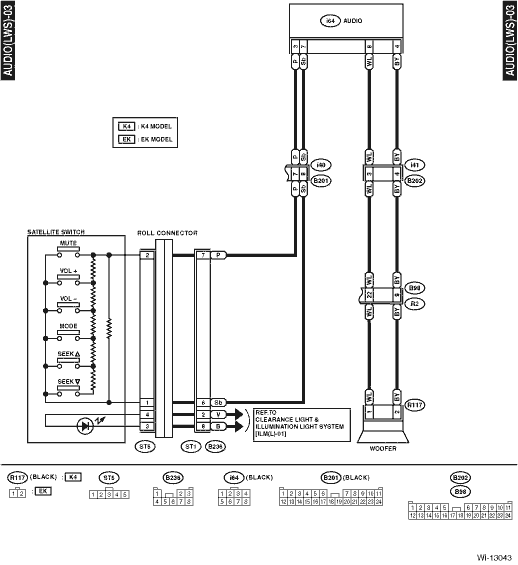 AUDIO(LWS)-03
AUDIO(LWS)-03
i64 AUDIO
3 7 8 4
P Sb WL BY
K4 : K4 MODEL
EK : EK MODEL
P Sb i40 WL BY i41
7 8 B201 3 4 B202
P Sb WL BY
SATELLITE SWITCH ROLL CONNECTOR
MUTE
2 7 P
VOL +
WL BY B98
22 9 R2
WL BY
VOL –
MODE
SEEK △
SEEK ▽
1 6 Sb WL BY R117
4 2 V 1 2
3 8 B
REF.TO
CLEARANCE LIGHT &
ILLUMINATION LIGHT SYSTEM
[ILM(L)-01]
WOOFER
ST5 ST1 B236
R117 (BLACK) : K4
1 2 : EK
ST5
1 2 3 4 5
B236
1 2 3
4 5 6 7 8
i64 (BLACK)
1 2 3 4
5 6 7 8
B201 (BLACK)
1 2 3 4 5 6 7 8 9 10 11
12 13 14 15 16 17 18 19 20 21 22 23 24
B202
B98
1 2 3 4 5 6 7 8 9 10 11
12 13 14 15 16 17 18 19 20 21 22 23 24
WI-13043